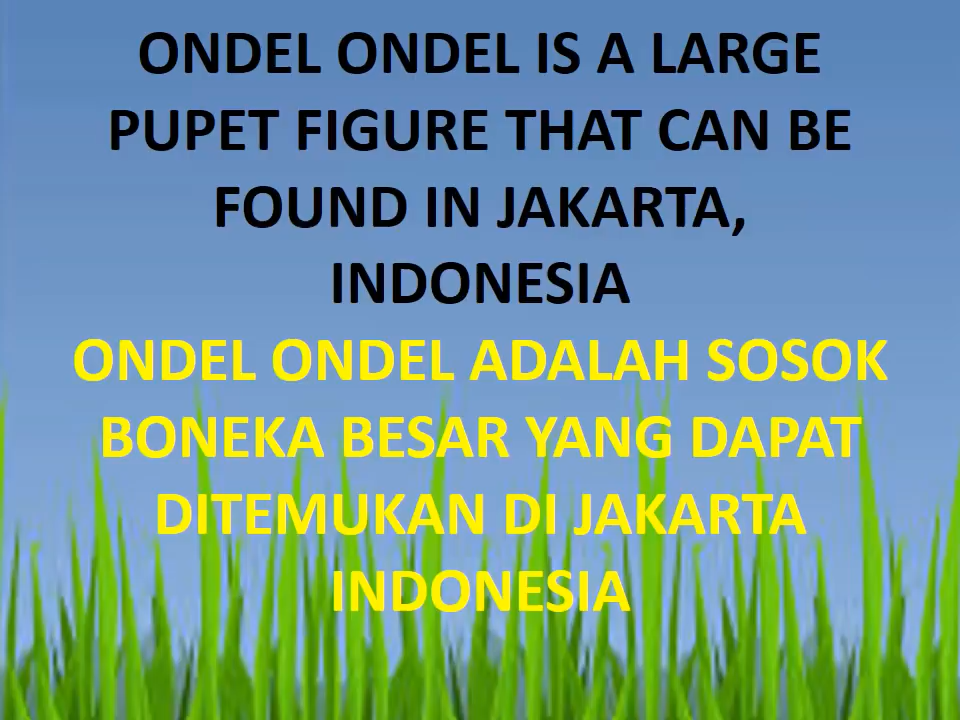 ONDEL ONDEL IS A LARGE
PUPET FIGURE THAT CAN BE
FOUND IN JAKARTA,
INDONESIA
ONDEL ONDEL ADALAH SOSOK
BONEKA BESAR YANG DAPAT
DITEMUKAN DI JAKARTA
INDONESIA